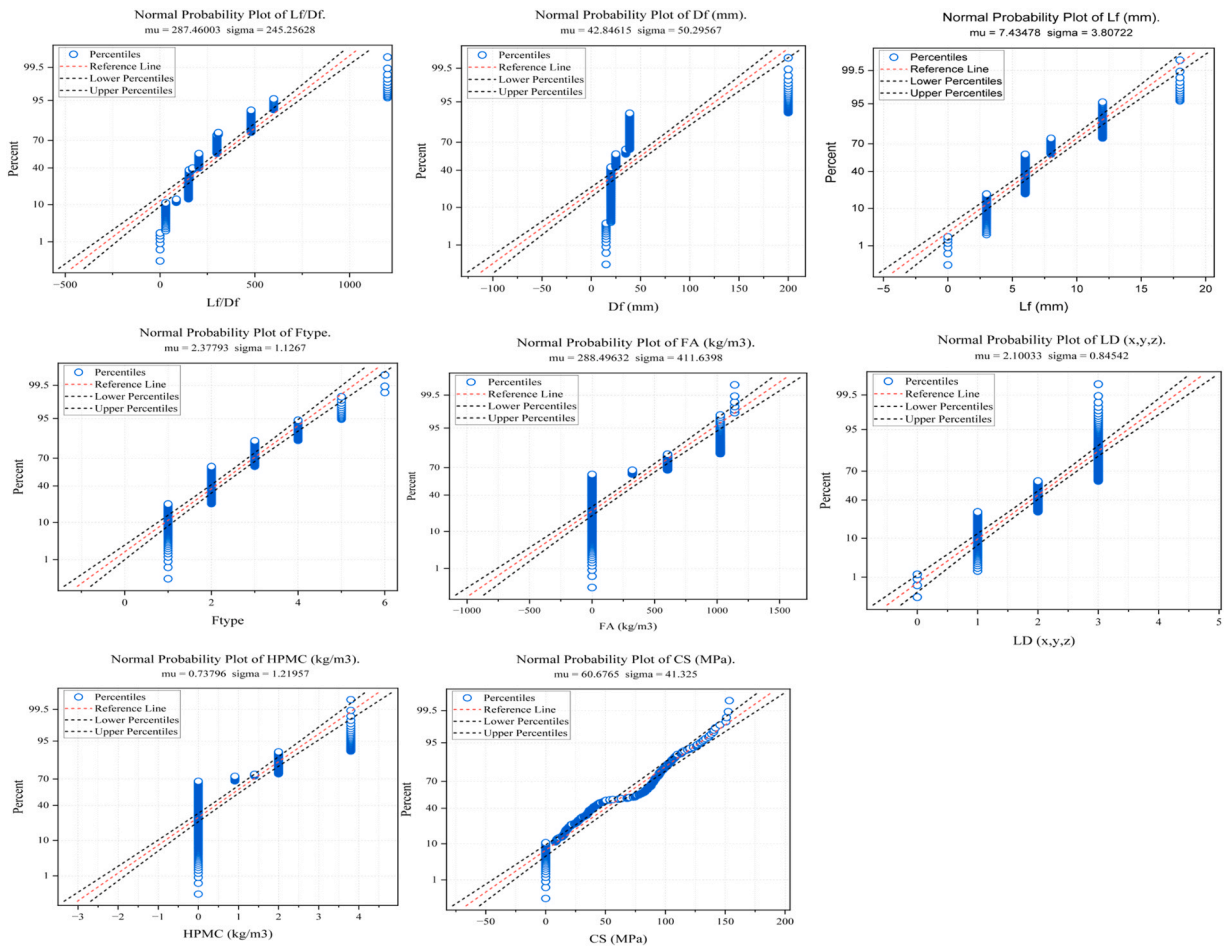 Normal Probability Plot of Lf/Df.
mu = 287.46003 sigma = 245.25628
Percentiles
Reference Line
Lower Percentiles
Upper Percentiles
99.5
95
70
40
10
1
Percent
−500 0 500 1000
Lf/Df
Normal Probability Plot of Df (mm).
mu = 42.84615 sigma = 50.29567
Percentiles
Reference Line
Lower Percentiles
Upper Percentiles
99.5
95
70
40
10
1
Percent
−100 −50 0 50 100 150 200
Df (mm)
Normal Probability Plot of Lf (mm).
mu = 7.43478 sigma = 3.80722
Percentiles
Reference Line
Lower Percentiles
Upper Percentiles
99.5
95
70
40
10
1
Percent
−5 0 5 10 15 20
Lf (mm)
Normal Probability Plot of Ftype.
mu = 2.37793 sigma = 1.1267
Percentiles
Reference Line
Lower Percentiles
Upper Percentiles
99.5
95
70
40
10
1
Percent
0 2 4 6
Ftype
Normal Probability Plot of FA (kg/m3).
mu = 288.49632 sigma = 411.6398
Percentiles
Reference Line
Lower Percentiles
Upper Percentiles
99.5
95
70
40
10
1
Percent
−1000 −500 0 500 1000 1500
FA (kg/m3)
Normal Probability Plot of LD (x,y,z).
mu = 2.10033 sigma = 0.84542
Percentiles
Reference Line
Lower Percentiles
Upper Percentiles
99.5
95
70
40
10
1
Percent
0 1 2 3 4 5
LD (x,y,z)
Normal Probability Plot of HPMC (kg/m3).
mu = 0.73796 sigma = 1.21957
Percentiles
Reference Line
Lower Percentiles
Upper Percentiles
99.5
95
70
40
10
1
Percent
−3 −2 −1 0 1 2 3 4
HPMC (kg/m3)
Normal Probability Plot of CS (MPa).
mu = 60.6765 sigma = 41.325
Percentiles
Reference Line
Lower Percentiles
Upper Percentiles
99.5
95
70
40
10
1
Percent
−50 0 50 100 150 200
CS (MPa)